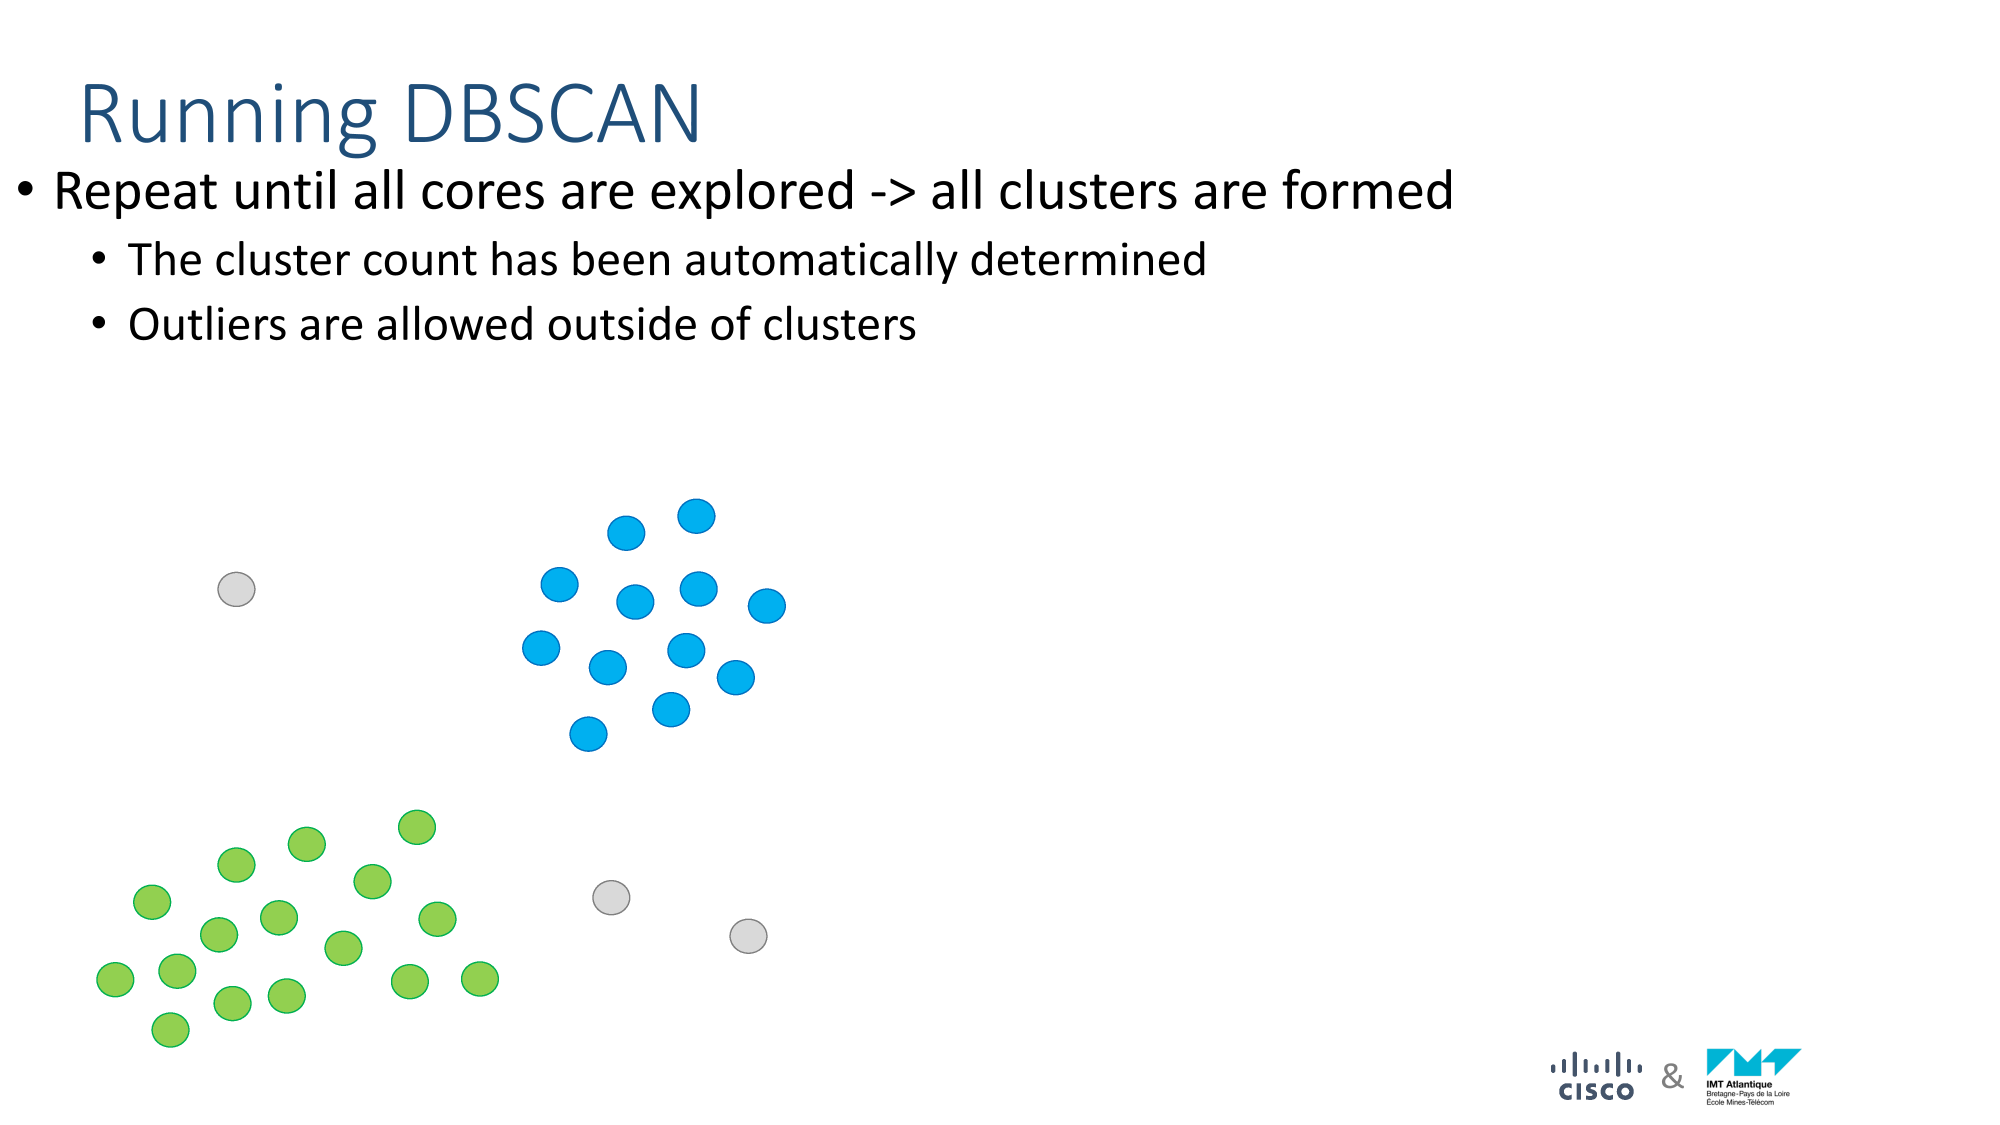 Running DBSCAN
• Repeat until all cores are explored -> all clusters are formed
• The cluster count has been automatically determined
• Outliers are allowed outside of clusters
CISCO & IMT Atlantique
Bretagne-Pays de la Loire
École Mines-Télécom